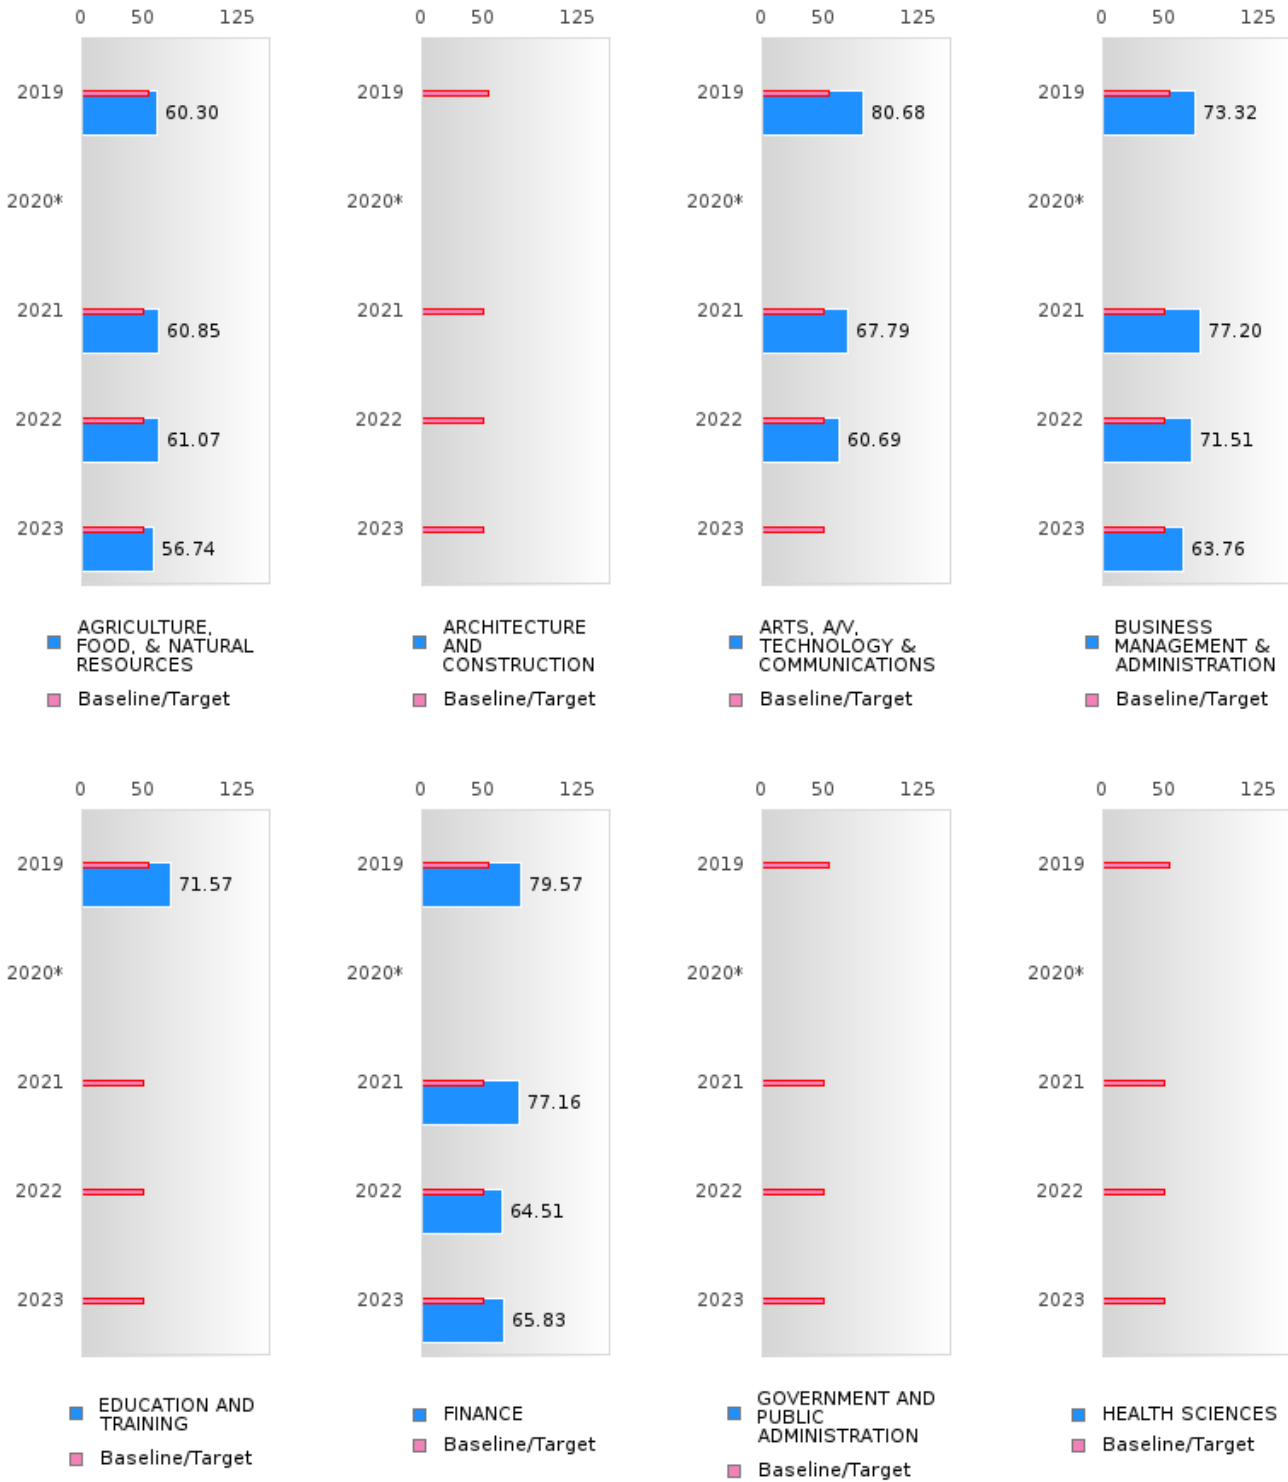 0 50 125
2019
60.30
2020*
2021
60.85
2022
61.07
2023
56.74
AGRICULTURE,
FOOD, & NATURAL
RESOURCES
Baseline/Target
0 50 125
2019
2020*
2021
2022
2023
ARCHITECTURE
AND
CONSTRUCTION
Baseline/Target
0 50 125
2019
80.68
2020*
2021
67.79
2022
60.69
2023
ARTS, A/V,
TECHNOLOGY &
COMMUNICATIONS
Baseline/Target
0 50 125
2019
73.32
2020*
2021
77.20
2022
71.51
2023
63.76
BUSINESS
MANAGEMENT &
ADMINISTRATION
Baseline/Target
0 50 125
2019
71.57
2020*
2021
2022
2023
EDUCATION AND
TRAINING
Baseline/Target
0 50 125
2019
79.57
2020*
2021
77.16
2022
64.51
2023
65.83
FINANCE
Baseline/Target
0 50 125
2019
2020*
2021
2022
2023
GOVERNMENT AND
PUBLIC
ADMINISTRATION
Baseline/Target
0 50 125
2019
2020*
2021
2022
2023
HEALTH SCIENCES
Baseline/Target